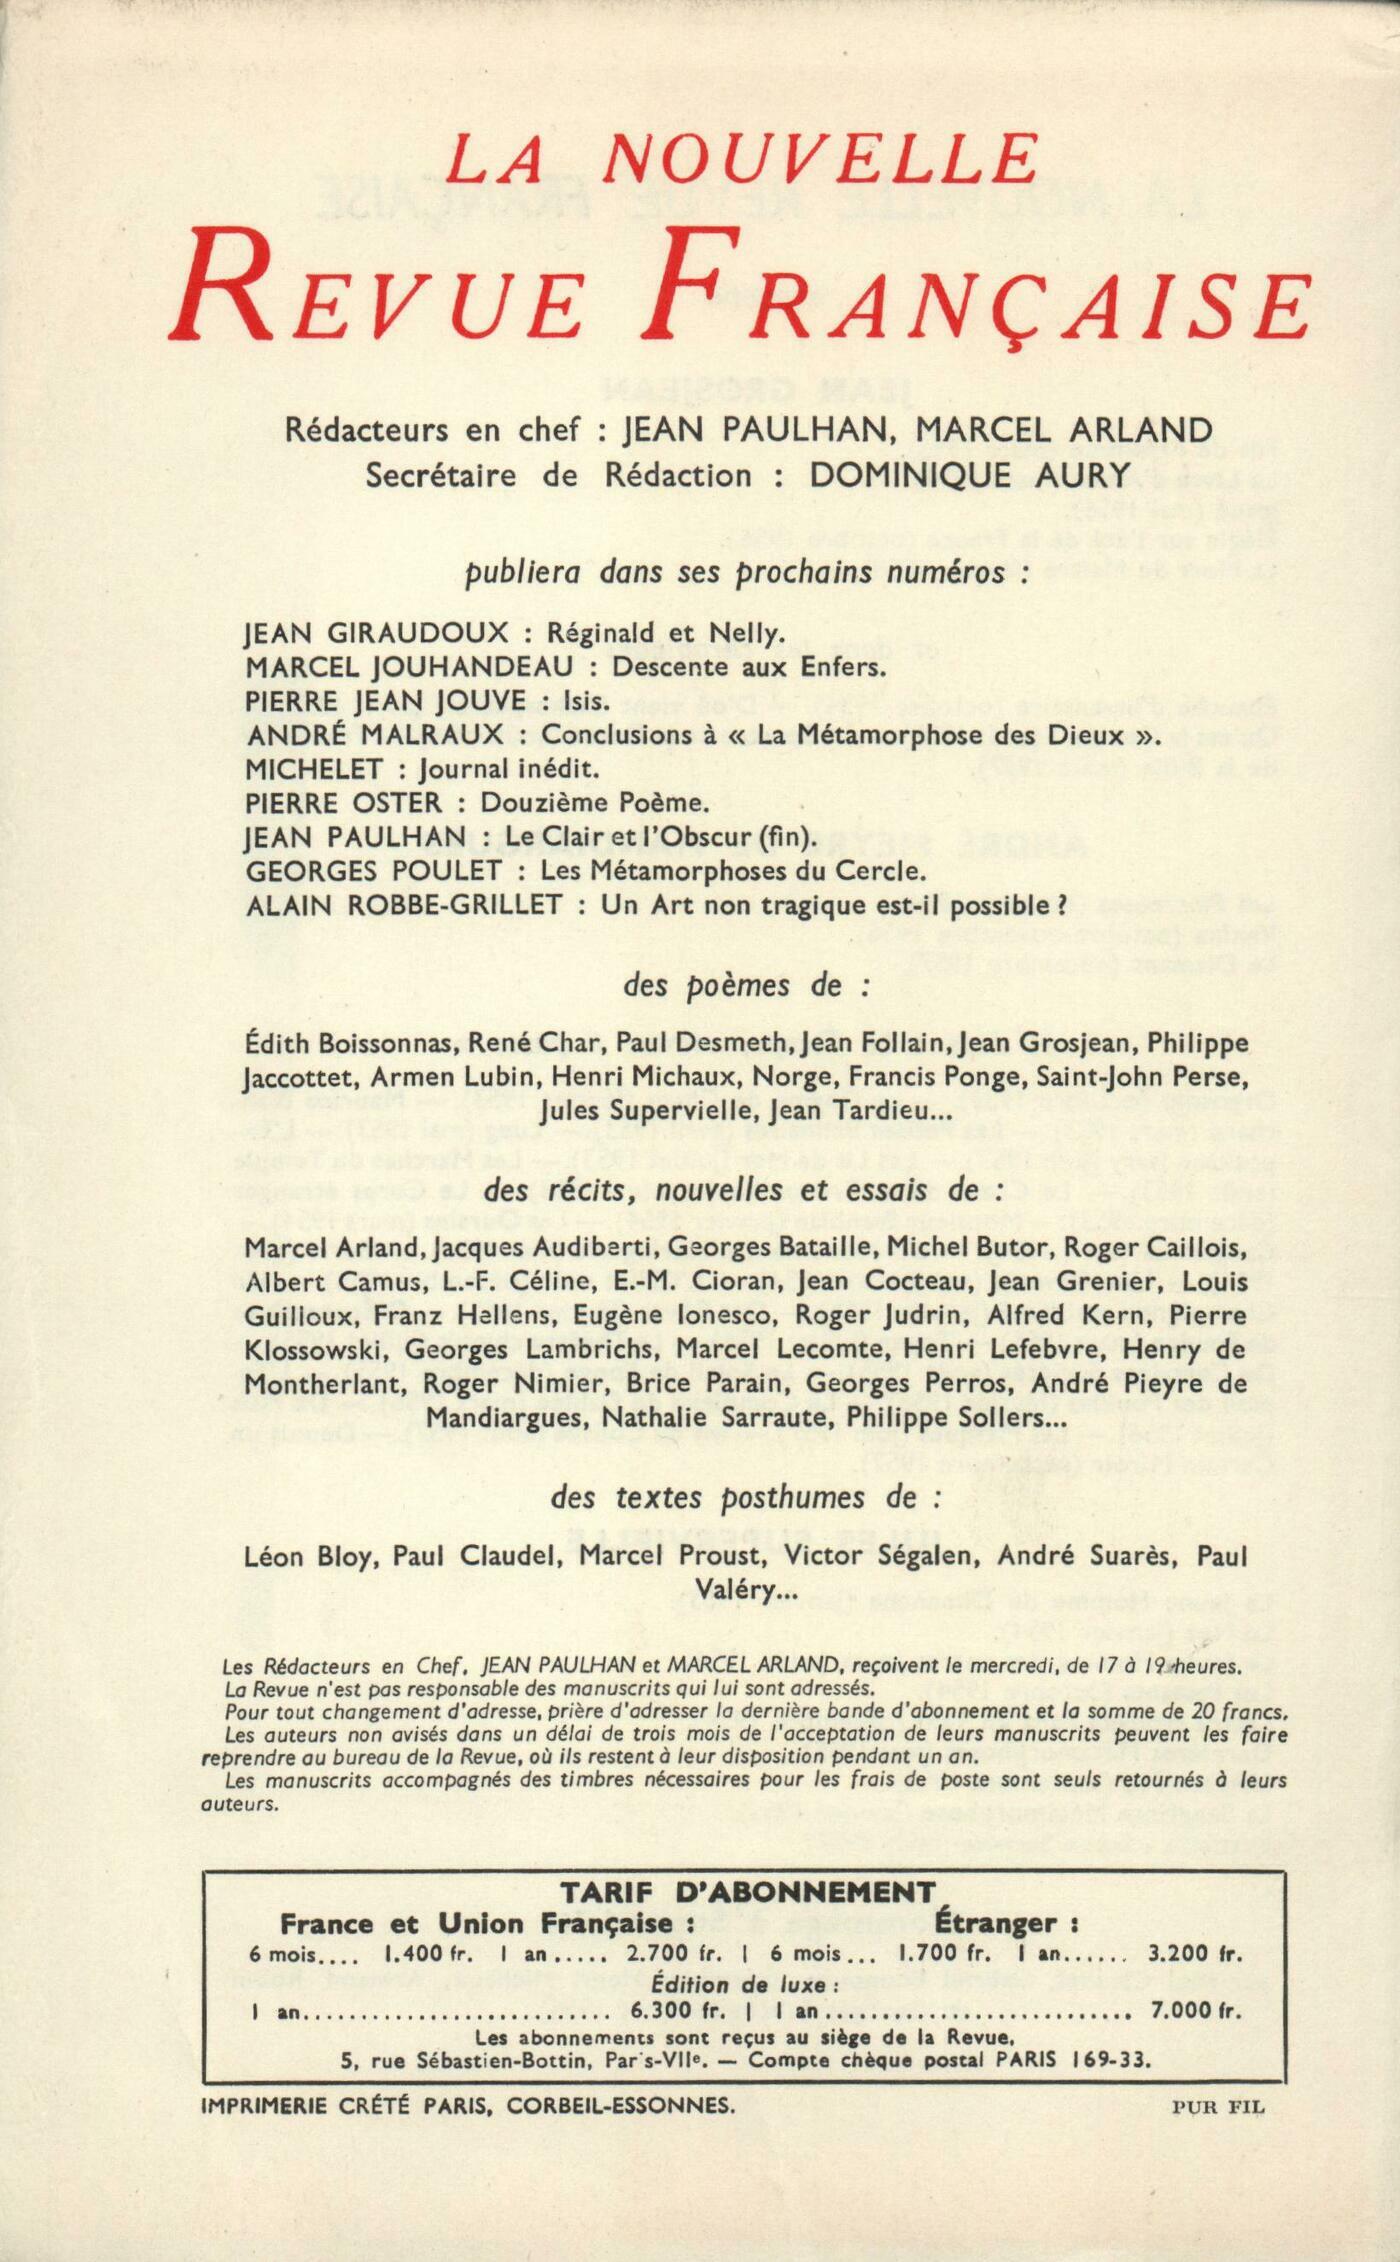 LA NOUVELLE
REVUE FRANÇAISE
Rédacteurs en chef : JEAN PAULHAN, MARCEL ARLAND
Secrétaire de Rédaction : DOMINIQUE AURY
publiera dans ses prochains numéros :
JEAN GIRAUDOUX : Réginald et Nelly.
MARCEL JOUHANDEAU : Descente aux Enfers.
PIERRE JEAN JOUVE : Isis.
ANDRÉ MALRAUX : Conclusions à « La Métamorphose des Dieux ».
MICHELET : Journal inédit.
PIERRE OSTER : Douzième Poème.
JEAN PAULHAN : Le Clair et l'Obscur (fin).
GEORGES POULET : Les Métamorphoses du Cercle.
ALAIN ROBBE-GRILLET : Un Art non tragique est-il possible ?
des poèmes de :
Édith Boissonnas, René Char, Paul Desmeth, Jean Follain, Jean Grosjean, Philippe
Jaccottet, Armen Lubin, Henri Michaux, Norge, Francis Ponge, Saint-John Perse,
Jules Supervielle, Jean Tardieu...
des récits, nouvelles et essais de :
Marcel Arland, Jacques Audiberti, Georges Bataille, Michel Butor, Roger Caillois,
Albert Camus, L.-F. Céline, E.-M. Cioran, Jean Cocteau, Jean Grenier, Louis
Guilloux, Franz Hellens, Eugène Ionesco, Roger Judrin, Alfred Kern, Pierre
Klossowski, Georges Lambrichs, Marcel Lecomte, Henri Lefebvre, Henry de
Montherlant, Roger Nimier, Brice Parain, Georges Perros, André Pieyre de
Mandiargues, Nathalie Sarraute, Philippe Sollers...
des textes posthumes de :
Léon Bloy, Paul Claudel, Marcel Proust, Victor Ségalen, André Suarès, Paul
Valéry...
Les Rédacteurs en Chef, JEAN PAULHAN et MARCEL ARLAND, reçoivent le mercredi, de 17 à 19 heures.
La Revue n'est pas responsable des manuscrits qui lui sont adressés.
Pour tout changement d'adresse, prière d'adresser la dernière bande d'abonnement et la somme de 20 francs.
Les auteurs non avisés dans un délai de trois mois de l'acceptation de leurs manuscrits peuvent les faire
reprendre au bureau de la Revue, où ils restent à leur disposition pendant un an.
Les manuscrits accompagnés des timbres nécessaires pour les frais de poste sont seuls retournés à leurs
auteurs.
TARIF D'ABONNEMENT
France et Union Française : Étranger :
6 mois.... 1.400 fr. 1 an..... 2.700 fr. | 6 mois... 1.700 fr. 1 an...... 3.200 fr.
Édition de luxe :
1 an........................... 6.300 fr. | 1 an........................... 7.000 fr.
Les abonnements sont reçus au siège de la Revue.
5, rue Sébastien-Bottin, Paris-VIIe. — Compte chèque postal PARIS 169-33.
IMPRIMERIE CRÉTÉ PARIS, CORBEIL-ESSONNES. PUR FIL